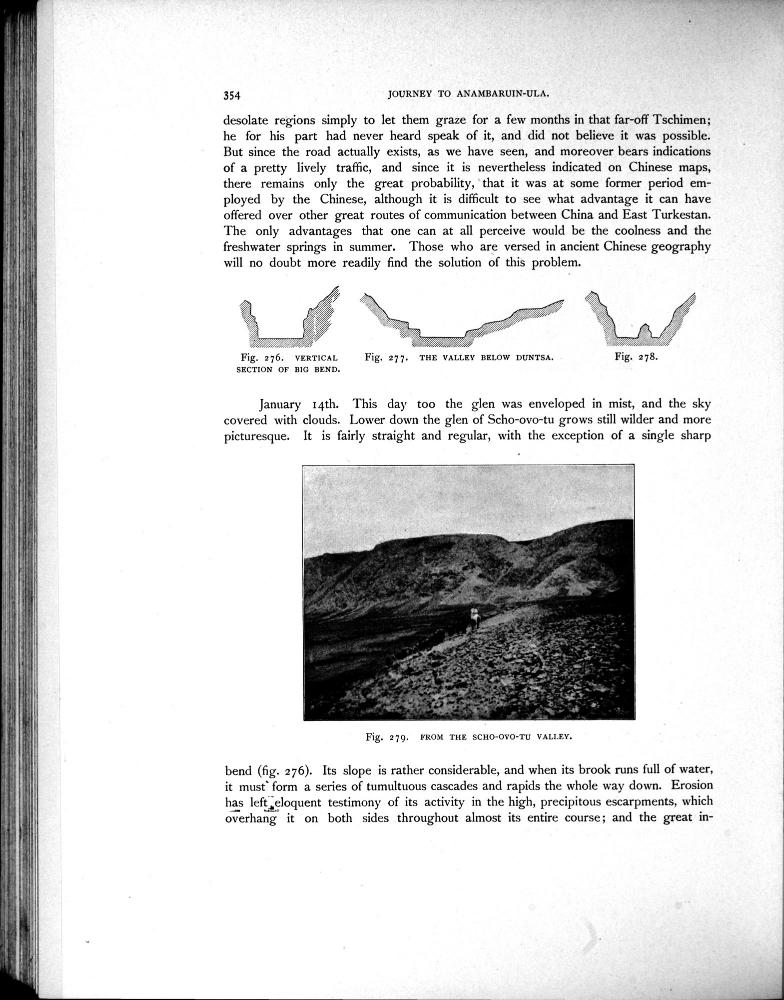 354
JOURNEY TO ANAMBARUIN-ULA.
desolate regions simply to let them graze for a few months in that far-off Tschimen;
he for his part had never heard speak of it, and did not believe it was possible.
But since the road actually exists, as we have seen, and moreover bears indications
of a pretty lively traffic, and since it is nevertheless indicated on Chinese maps,
there remains only the great probability, that it was at some former period em-
ployed by the Chinese, although it is difficult to see what advantage it can have
offered over other great routes of communication between China and East Turkestan.
The only advantages that one can at all perceive would be the coolness and the
freshwater springs in summer. Those who are versed in ancient Chinese geography
will no doubt more readily find the solution of this problem.
Fig. 276. VERTICAL
SECTION OF BIG BEND.
Fig. 277. THE VALLEY BELOW DUNTSA.
Fig. 278.
January 14th. This day too the glen was enveloped in mist, and the sky
covered with clouds. Lower down the glen of Scho-ovo-tu grows still wilder and more
picturesque. It is fairly straight and regular, with the exception of a single sharp
Fig. 279. FROM THE SCHO-OVO-TU VALLEY.
bend (fig. 276). Its slope is rather considerable, and when its brook runs full of water,
it must form a series of tumultuous cascades and rapids the whole way down. Erosion
has left eloquent testimony of its activity in the high, precipitous escarpments, which
overhang it on both sides throughout almost its entire course; and the great in-